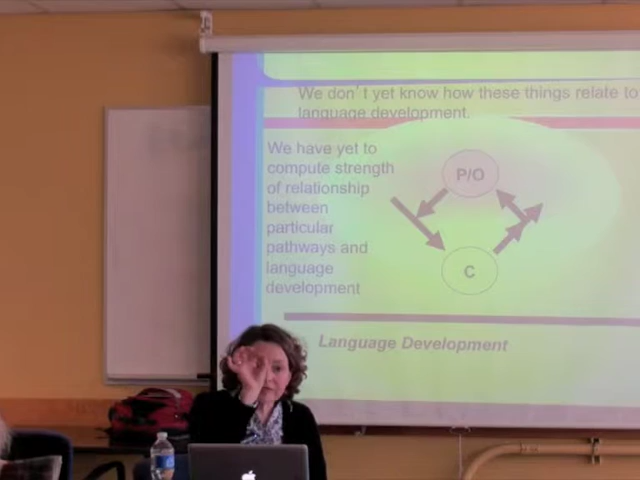 We don't yet know how these things relate to
language development.
We have yet to
compute strength
of relationship
between
particular
pathways and
language
development
P/O
C
Language Development